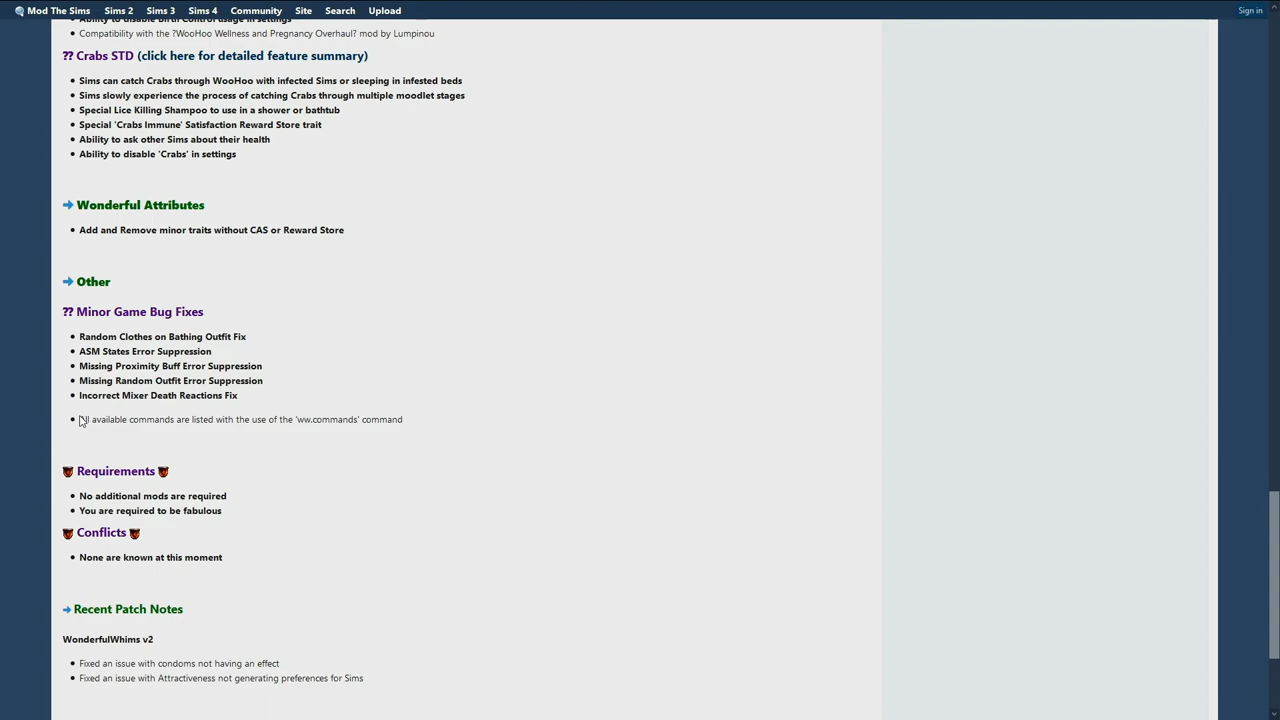 Mod The Sims Sims 2 Sims 3 Sims 4 Community Site Search Upload Sign in
Ability to disable Birth Control usage in settings
Compatibility with the ?WooHoo Wellness and Pregnancy Overhaul? mod by Lumpinou
?? Crabs STD (click here for detailed feature summary)
Sims can catch Crabs through WooHoo with infected Sims or sleeping in infested beds
Sims slowly experience the process of catching Crabs through multiple moodlet stages
Special Lice Killing Shampoo to use in a shower or bathtub
Special 'Crabs Immune' Satisfaction Reward Store trait
Ability to ask other Sims about their health
Ability to disable 'Crabs' in settings
Wonderful Attributes
Add and Remove minor traits without CAS or Reward Store
Other
?? Minor Game Bug Fixes
Random Clothes on Bathing Outfit Fix
ASM States Error Suppression
Missing Proximity Buff Error Suppression
Missing Random Outfit Error Suppression
Incorrect Mixer Death Reactions Fix
All available commands are listed with the use of the 'ww.commands' command
Requirements
No additional mods are required
You are required to be fabulous
Conflicts
None are known at this moment
Recent Patch Notes
WonderfulWhims v2
Fixed an issue with condoms not having an effect
Fixed an issue with Attractiveness not generating preferences for Sims